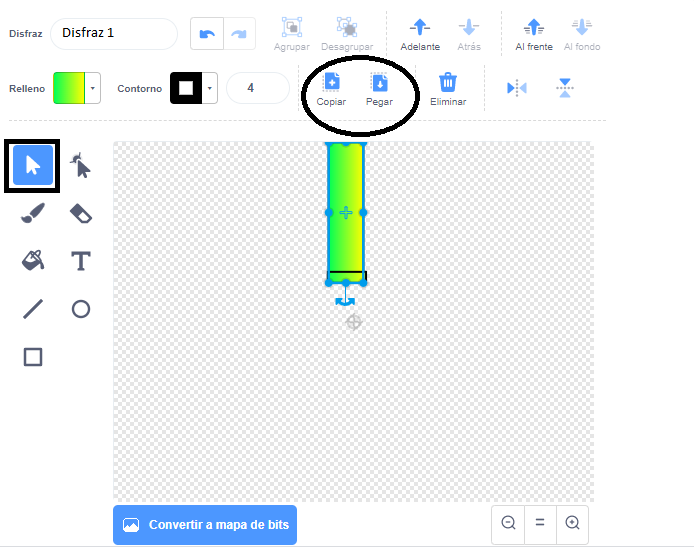 Disfraz
Disfraz 1
Agrupar
Desagrupar
Adelante
Atrás
Al frente
Al fondo
Relleno
Contorno
4
Copiar
Pegar
Eliminar
T
Convertir a mapa de bits